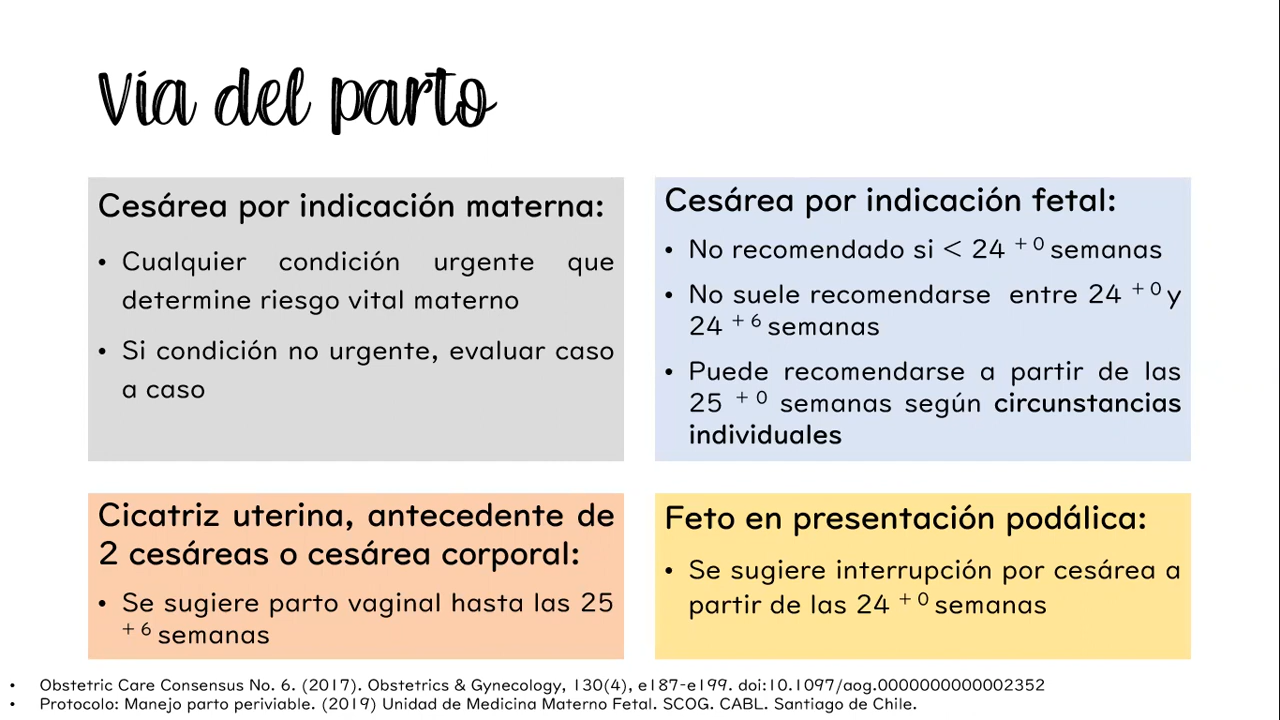 Vía del parto
Cesárea por indicación materna:
• Cualquier condición urgente que
determine riesgo vital materno
• Si condición no urgente, evaluar caso
a caso
Cesárea por indicación fetal:
• No recomendado si < 24 ⁺⁰ semanas
• No suele recomendarse entre 24 ⁺⁰ y
24 ⁺⁶ semanas
• Puede recomendarse a partir de las
25 ⁺⁰ semanas según circunstancias
individuales
Cicatriz uterina, antecedente de
2 cesáreas o cesárea corporal:
• Se sugiere parto vaginal hasta las 25
⁺⁶ semanas
Feto en presentación podálica:
• Se sugiere interrupción por cesárea a
partir de las 24 ⁺⁰ semanas
• Obstetric Care Consensus No. 6. (2017). Obstetrics & Gynecology, 130(4), e187-e199. doi:10.1097/aog.0000000000002352
• Protocolo: Manejo parto periviable. (2019) Unidad de Medicina Materno Fetal. SCOG. CABL. Santiago de Chile.